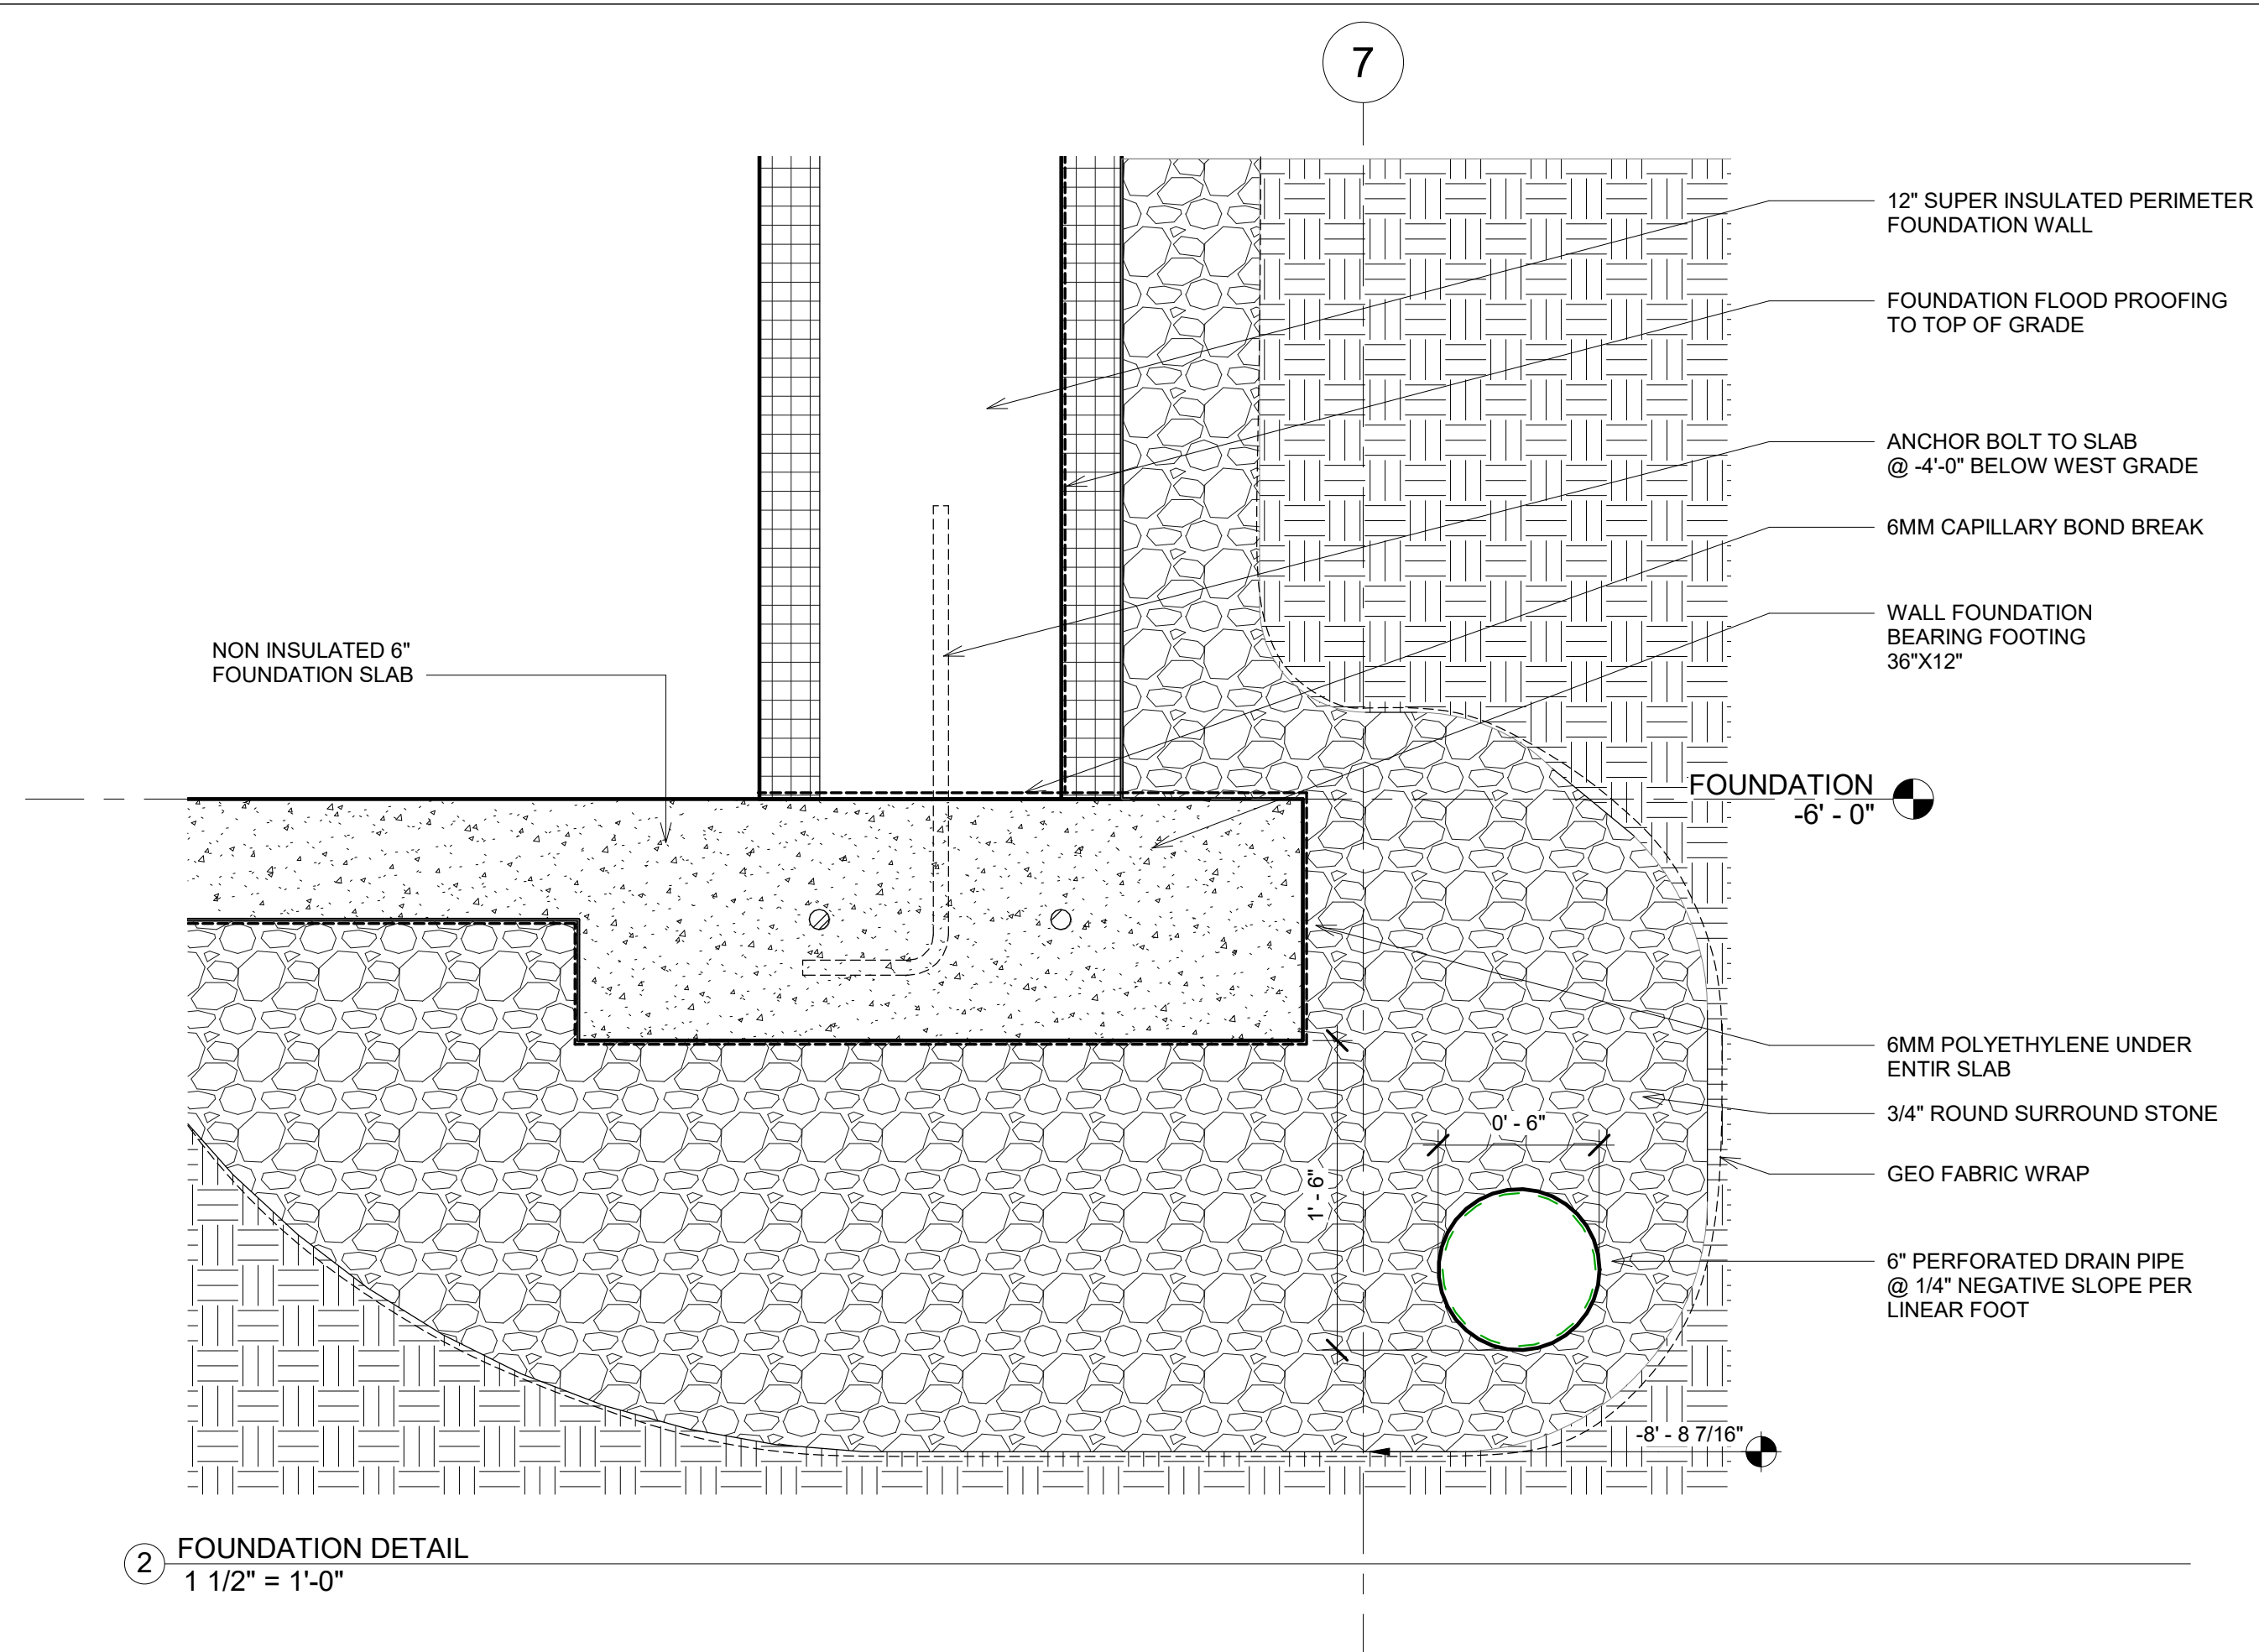 7
12" SUPER INSULATED PERIMETER
FOUNDATION WALL
FOUNDATION FLOOD PROOFING
TO TOP OF GRADE
ANCHOR BOLT TO SLAB
@ -4'-0" BELOW WEST GRADE
6MM CAPILLARY BOND BREAK
WALL FOUNDATION
BEARING FOOTING
36"X12"
NON INSULATED 6"
FOUNDATION SLAB
FOUNDATION
-6' - 0"
6MM POLYETHYLENE UNDER
ENTIR SLAB
3/4" ROUND SURROUND STONE
0' - 6"
1' - 6"
GEO FABRIC WRAP
6" PERFORATED DRAIN PIPE
@ 1/4" NEGATIVE SLOPE PER
LINEAR FOOT
-8' - 8 7/16"
2
FOUNDATION DETAIL
1 1/2" = 1'-0"